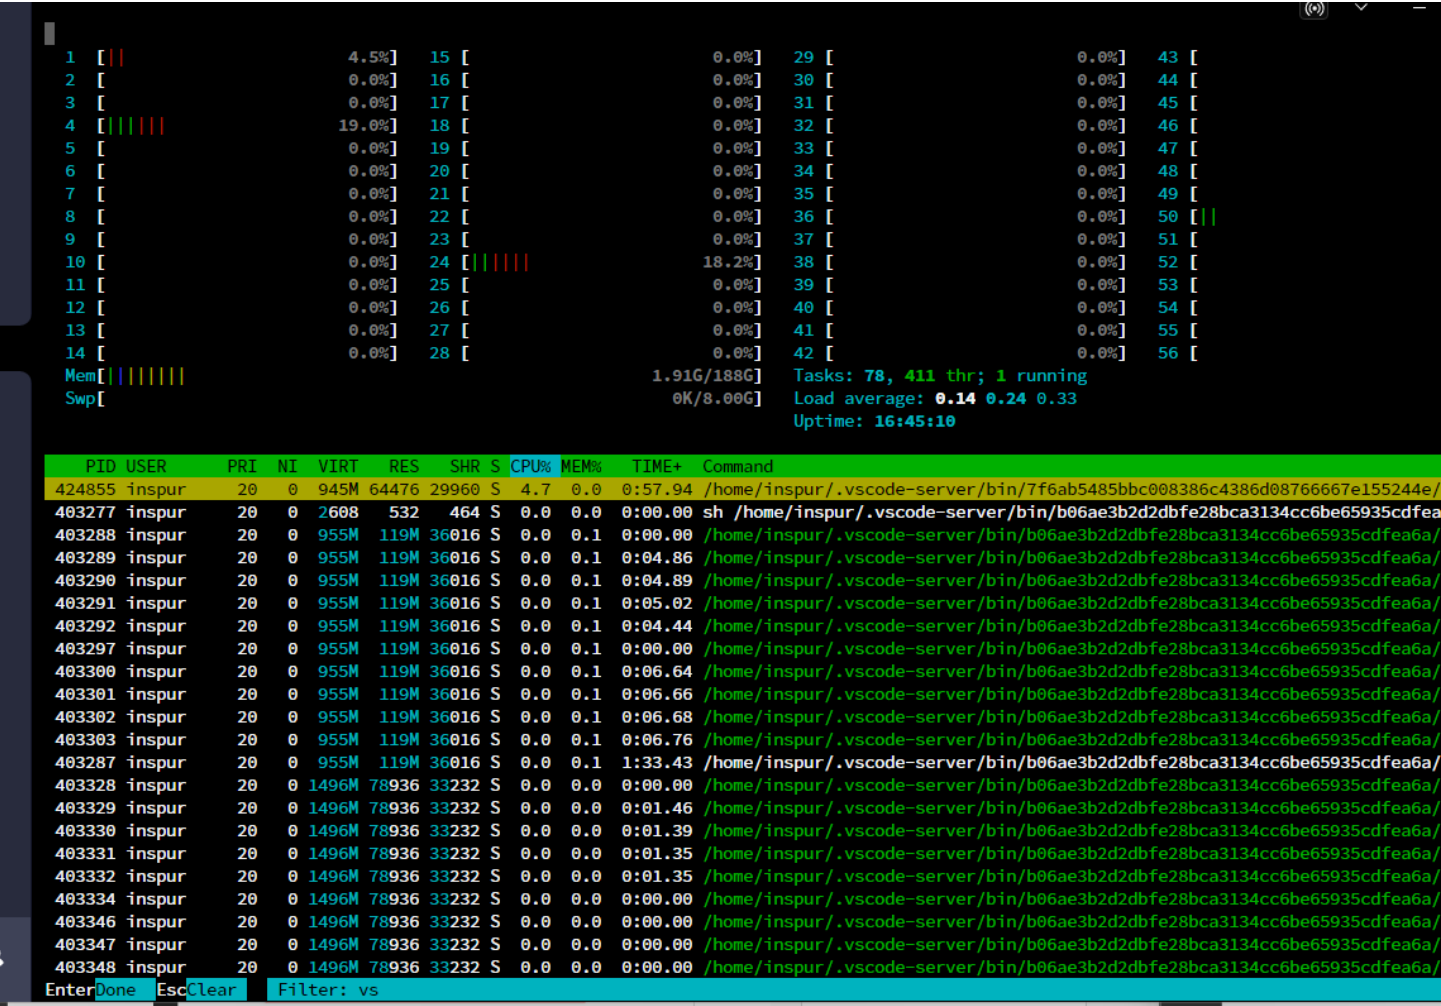 1 [|| 4.5%] 15 [ 0.0%] 29 [ 0.0%] 43 [
2 [ 0.0%] 16 [ 0.0%] 30 [ 0.0%] 44 [
3 [ 0.0%] 17 [ 0.0%] 31 [ 0.0%] 45 [
4 [|||||| 19.0%] 18 [ 0.0%] 32 [ 0.0%] 46 [
5 [ 0.0%] 19 [ 0.0%] 33 [ 0.0%] 47 [
6 [ 0.0%] 20 [ 0.0%] 34 [ 0.0%] 48 [
7 [ 0.0%] 21 [ 0.0%] 35 [ 0.0%] 49 [
8 [ 0.0%] 22 [ 0.0%] 36 [ 0.0%] 50 [||
9 [ 0.0%] 23 [ 0.0%] 37 [ 0.0%] 51 [
10 [ 0.0%] 24 [|||||| 18.2%] 38 [ 0.0%] 52 [
11 [ 0.0%] 25 [ 0.0%] 39 [ 0.0%] 53 [
12 [ 0.0%] 26 [ 0.0%] 40 [ 0.0%] 54 [
13 [ 0.0%] 27 [ 0.0%] 41 [ 0.0%] 55 [
14 [ 0.0%] 28 [ 0.0%] 42 [ 0.0%] 56 [
Mem[|||||||| 1.91G/188G] Tasks: 78, 411 thr; 1 running
Swp[ 0K/8.00G] Load average: 0.14 0.24 0.33
Uptime: 16:45:10
PID USER PRI NI VIRT RES SHR S CPU% MEM% TIME+ Command
424855 inspur 20 0 945M 64476 29960 S 4.7 0.0 0:57.94 /home/inspur/.vscode-server/bin/7f6ab5485bbc008386c4386d08766667e155244e/
403277 inspur 20 0 2608 532 464 S 0.0 0.0 0:00.00 sh /home/inspur/.vscode-server/bin/b06ae3b2d2dbfe28bca3134cc6be65935cdfea
403288 inspur 20 0 955M 119M 36016 S 0.0 0.1 0:00.00 /home/inspur/.vscode-server/bin/b06ae3b2d2dbfe28bca3134cc6be65935cdfea6a/
403289 inspur 20 0 955M 119M 36016 S 0.0 0.1 0:04.86 /home/inspur/.vscode-server/bin/b06ae3b2d2dbfe28bca3134cc6be65935cdfea6a/
403290 inspur 20 0 955M 119M 36016 S 0.0 0.1 0:04.89 /home/inspur/.vscode-server/bin/b06ae3b2d2dbfe28bca3134cc6be65935cdfea6a/
403291 inspur 20 0 955M 119M 36016 S 0.0 0.1 0:05.02 /home/inspur/.vscode-server/bin/b06ae3b2d2dbfe28bca3134cc6be65935cdfea6a/
403292 inspur 20 0 955M 119M 36016 S 0.0 0.1 0:04.44 /home/inspur/.vscode-server/bin/b06ae3b2d2dbfe28bca3134cc6be65935cdfea6a/
403297 inspur 20 0 955M 119M 36016 S 0.0 0.1 0:00.00 /home/inspur/.vscode-server/bin/b06ae3b2d2dbfe28bca3134cc6be65935cdfea6a/
403300 inspur 20 0 955M 119M 36016 S 0.0 0.1 0:06.64 /home/inspur/.vscode-server/bin/b06ae3b2d2dbfe28bca3134cc6be65935cdfea6a/
403301 inspur 20 0 955M 119M 36016 S 0.0 0.1 0:06.66 /home/inspur/.vscode-server/bin/b06ae3b2d2dbfe28bca3134cc6be65935cdfea6a/
403302 inspur 20 0 955M 119M 36016 S 0.0 0.1 0:06.68 /home/inspur/.vscode-server/bin/b06ae3b2d2dbfe28bca3134cc6be65935cdfea6a/
403303 inspur 20 0 955M 119M 36016 S 0.0 0.1 0:06.76 /home/inspur/.vscode-server/bin/b06ae3b2d2dbfe28bca3134cc6be65935cdfea6a/
403287 inspur 20 0 955M 119M 36016 S 0.0 0.1 1:33.43 /home/inspur/.vscode-server/bin/b06ae3b2d2dbfe28bca3134cc6be65935cdfea6a/
403328 inspur 20 0 1496M 78936 33232 S 0.0 0.0 0:00.00 /home/inspur/.vscode-server/bin/b06ae3b2d2dbfe28bca3134cc6be65935cdfea6a/
403329 inspur 20 0 1496M 78936 33232 S 0.0 0.0 0:01.46 /home/inspur/.vscode-server/bin/b06ae3b2d2dbfe28bca3134cc6be65935cdfea6a/
403330 inspur 20 0 1496M 78936 33232 S 0.0 0.0 0:01.39 /home/inspur/.vscode-server/bin/b06ae3b2d2dbfe28bca3134cc6be65935cdfea6a/
403331 inspur 20 0 1496M 78936 33232 S 0.0 0.0 0:01.35 /home/inspur/.vscode-server/bin/b06ae3b2d2dbfe28bca3134cc6be65935cdfea6a/
403332 inspur 20 0 1496M 78936 33232 S 0.0 0.0 0:01.35 /home/inspur/.vscode-server/bin/b06ae3b2d2dbfe28bca3134cc6be65935cdfea6a/
403334 inspur 20 0 1496M 78936 33232 S 0.0 0.0 0:00.00 /home/inspur/.vscode-server/bin/b06ae3b2d2dbfe28bca3134cc6be65935cdfea6a/
403346 inspur 20 0 1496M 78936 33232 S 0.0 0.0 0:00.00 /home/inspur/.vscode-server/bin/b06ae3b2d2dbfe28bca3134cc6be65935cdfea6a/
403347 inspur 20 0 1496M 78936 33232 S 0.0 0.0 0:00.00 /home/inspur/.vscode-server/bin/b06ae3b2d2dbfe28bca3134cc6be65935cdfea6a/
403348 inspur 20 0 1496M 78936 33232 S 0.0 0.0 0:00.00 /home/inspur/.vscode-server/bin/b06ae3b2d2dbfe28bca3134cc6be65935cdfea6a/
EnterDone EscClear Filter: vs